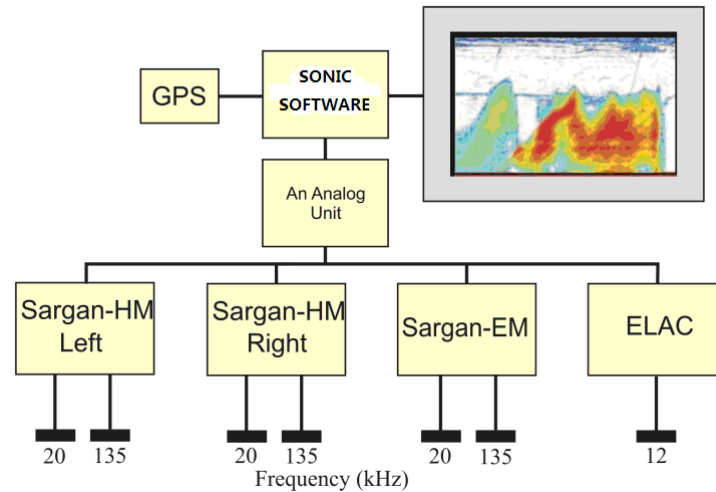 SONIC
SOFTWARE
GPS
An Analog
Unit
Sargan-HM
Left
Sargan-HM
Right
Sargan-EM
ELAC
20 135 20 135 20 135 12
Frequency (kHz)